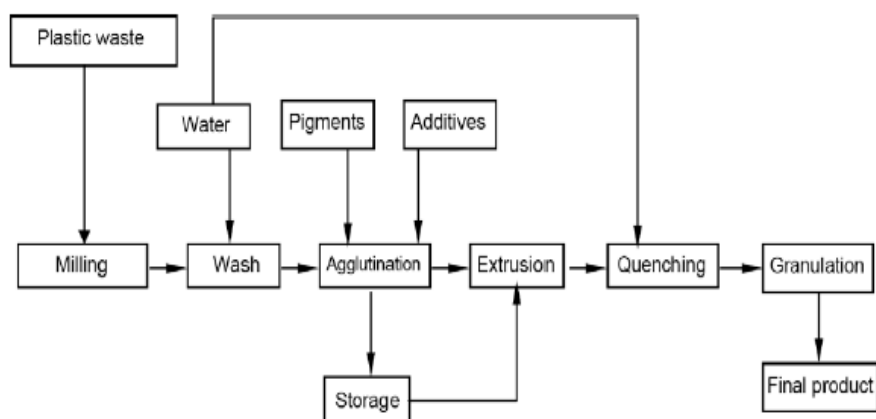 Plastic waste
Water
Pigments
Additives
Milling
Wash
Agglutination
Extrusion
Quenching
Granulation
Storage
Final product